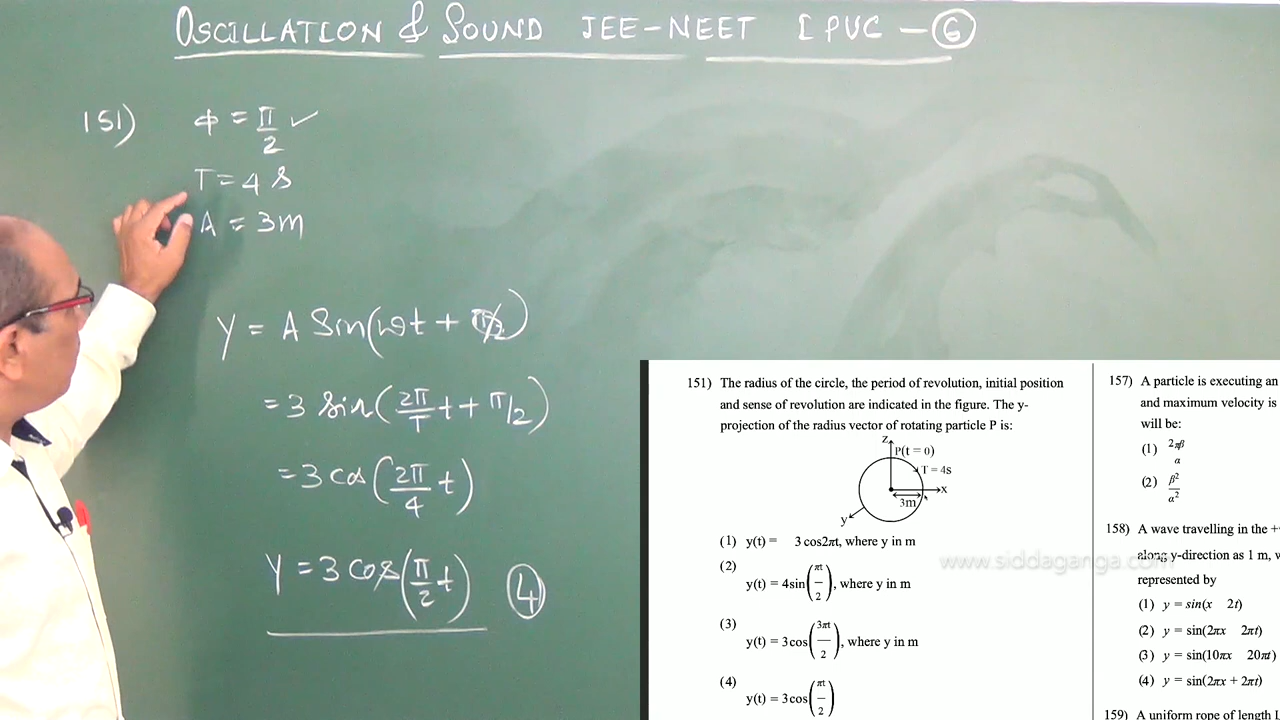 OSCILLATION & SOUND JEE-NEET I PUC - 6
151) φ = π/2 ✓
T = 4 s
A = 3m
y = A sin(ωt + π/2)
= 3 sin(2π/T t + π/2)
= 3 cos(2π/4 t)
y = 3 cos(π/2 t) 4
151) The radius of the circle, the period of revolution, initial position
and sense of revolution are indicated in the figure. The y-
projection of the radius vector of rotating particle P is:
z
P(t = 0)
T = 4s
x
3m
y
(1) y(t) = 3 cos2πt, where y in m
(2) y(t) = 4sin(πt/2), where y in m
(3) y(t) = 3cos(3πt/2), where y in m
(4) y(t) = 3cos(πt/2)
157) A particle is executing an
and maximum velocity is
will be:
(1) 2πβ/α
(2) β²/α²
158) A wave travelling in the +
along y-direction as 1 m, w
represented by
(1) y = sin(x 2t)
(2) y = sin(2πx 2πt)
(3) y = sin(10πx 20πt)
(4) y = sin(2πx + 2πt)
159) A uniform rope of length L
www.siddaganga.com